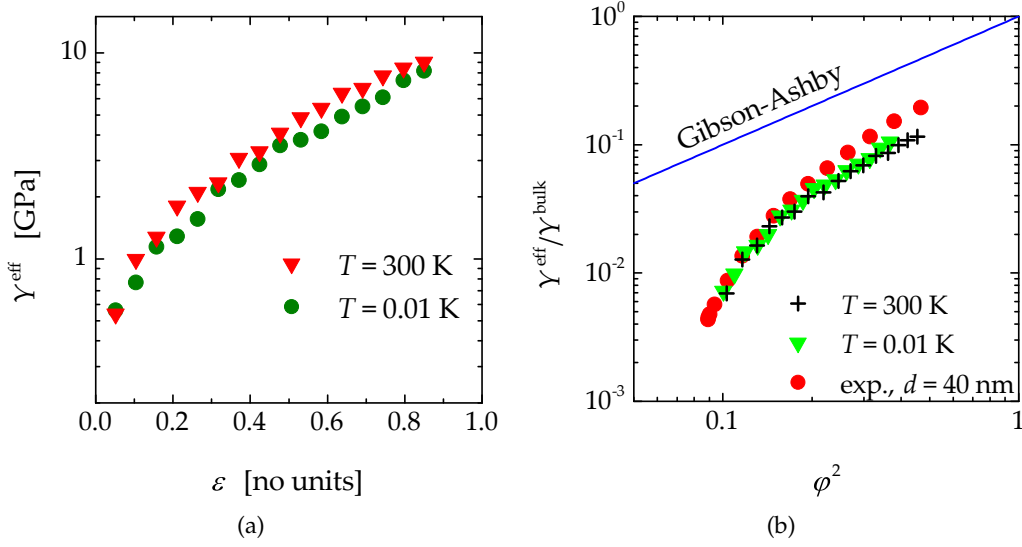 10
1
0.0 0.2 0.4 0.6 0.8 1.0
Υ^eff [GPa]
ε [no units]
T = 300 K
T = 0.01 K
(a)
10^0
10^-1
10^-2
10^-3
0.1 1
Υ^eff/Υ^bulk
φ^2
Gibson-Ashby
T = 300 K
T = 0.01 K
exp., d = 40 nm
(b)